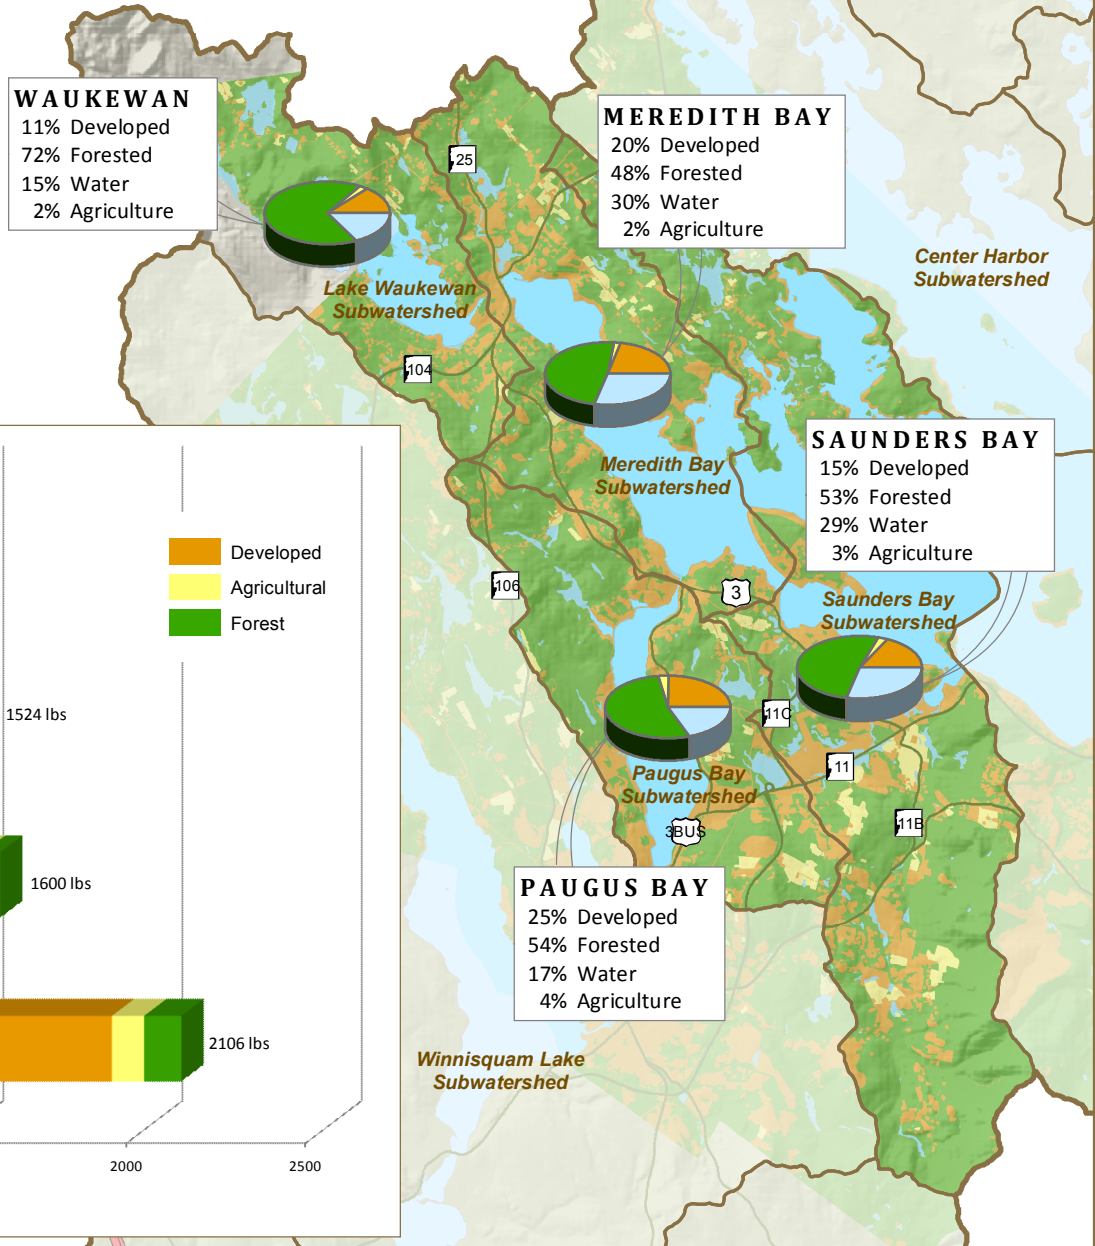 WAUKEWAN
11% Developed
72% Forested
15% Water
2% Agriculture
MEREDITH BAY
20% Developed
48% Forested
30% Water
2% Agriculture
25
Center Harbor
Subwatershed
Lake Waukewan
Subwatershed
104
SAUNDERS BAY
15% Developed
53% Forested
29% Water
3% Agriculture
Meredith Bay
Subwatershed
Developed
Agricultural
Forest
106
3
Saunders Bay
Subwatershed
1524 lbs
11C
11
Paugus Bay
Subwatershed
3BUS
11B
1600 lbs
PAUGUS BAY
25% Developed
54% Forested
17% Water
4% Agriculture
2106 lbs
Winnisquam Lake
Subwatershed
2000
2500